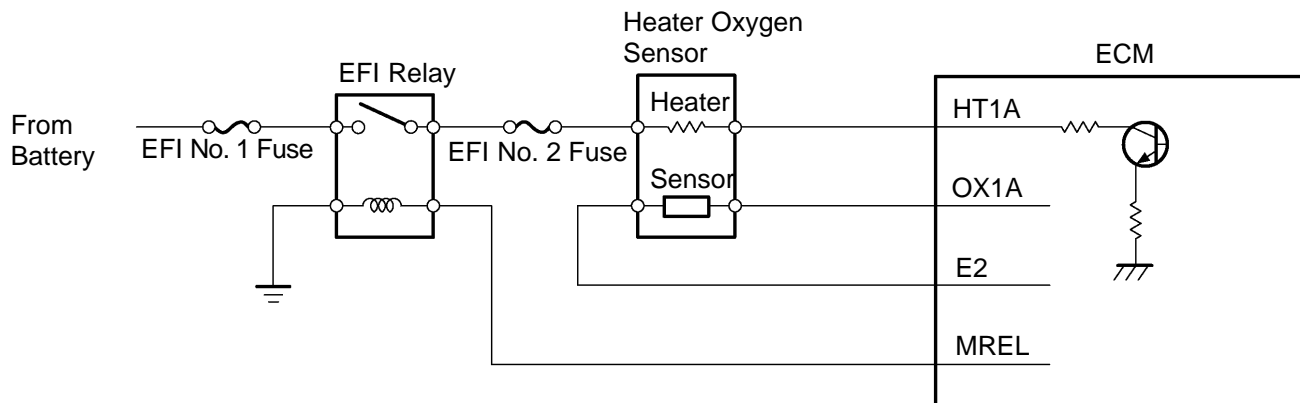 Heater Oxygen
Sensor
ECM
EFI Relay
Heater
HT1A
From
Battery
EFI No. 1 Fuse
EFI No. 2 Fuse
Sensor
OX1A
E2
MREL